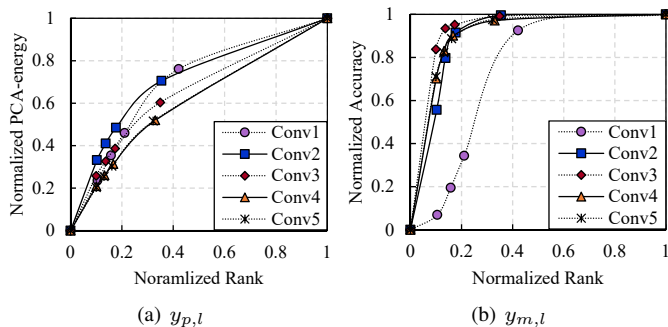 Normalized PCA-energy
1
0.8
0.6
0.4
0.2
0
0 0.2 0.4 0.6 0.8 1
Noramlized Rank
Conv1
Conv2
Conv3
Conv4
Conv5
(a) y_{p,l}
Normalized Accuracy
1
0.8
0.6
0.4
0.2
0
0 0.2 0.4 0.6 0.8 1
Normalized Rank
Conv1
Conv2
Conv3
Conv4
Conv5
(b) y_{m,l}